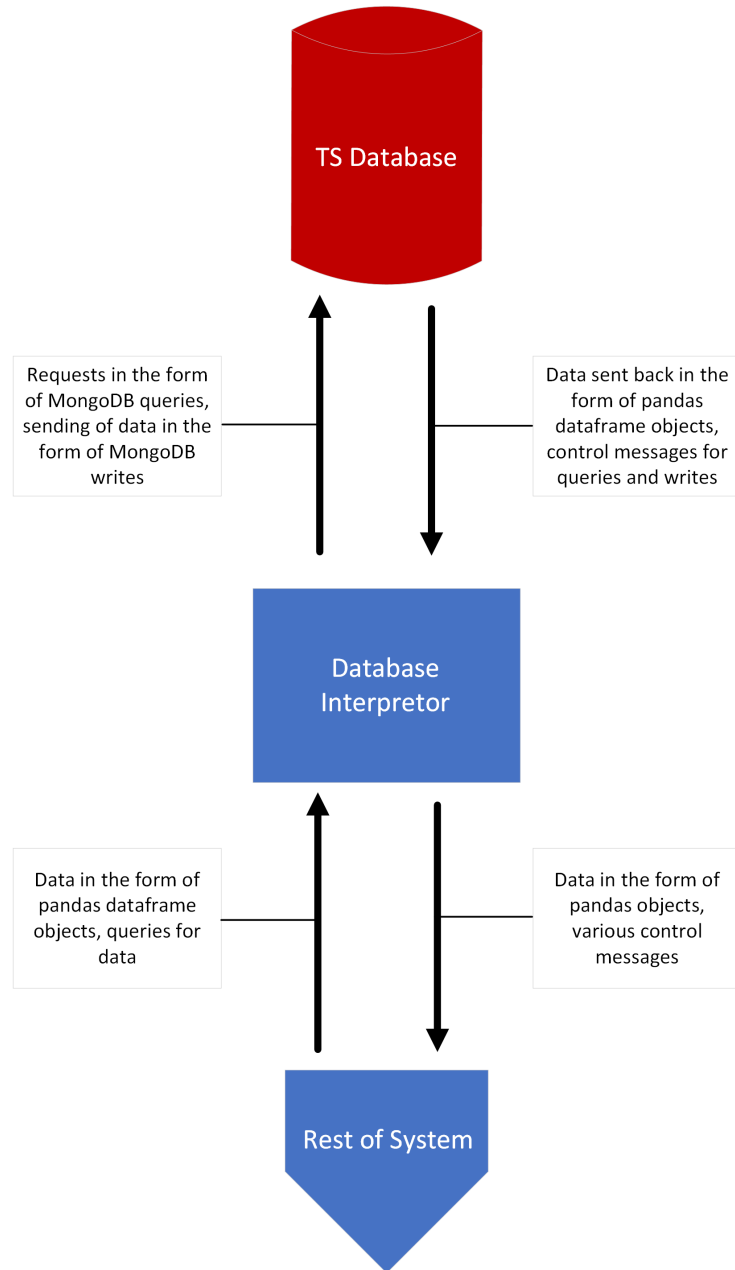 TS Database
Requests in the form
of MongoDB queries,
sending of data in the
form of MongoDB
writes
Data sent back in the
form of pandas
dataframe objects,
control messages for
queries and writes
Database
Interpretor
Data in the form of
pandas dataframe
objects, queries for
data
Data in the form of
pandas objects,
various control
messages
Rest of System